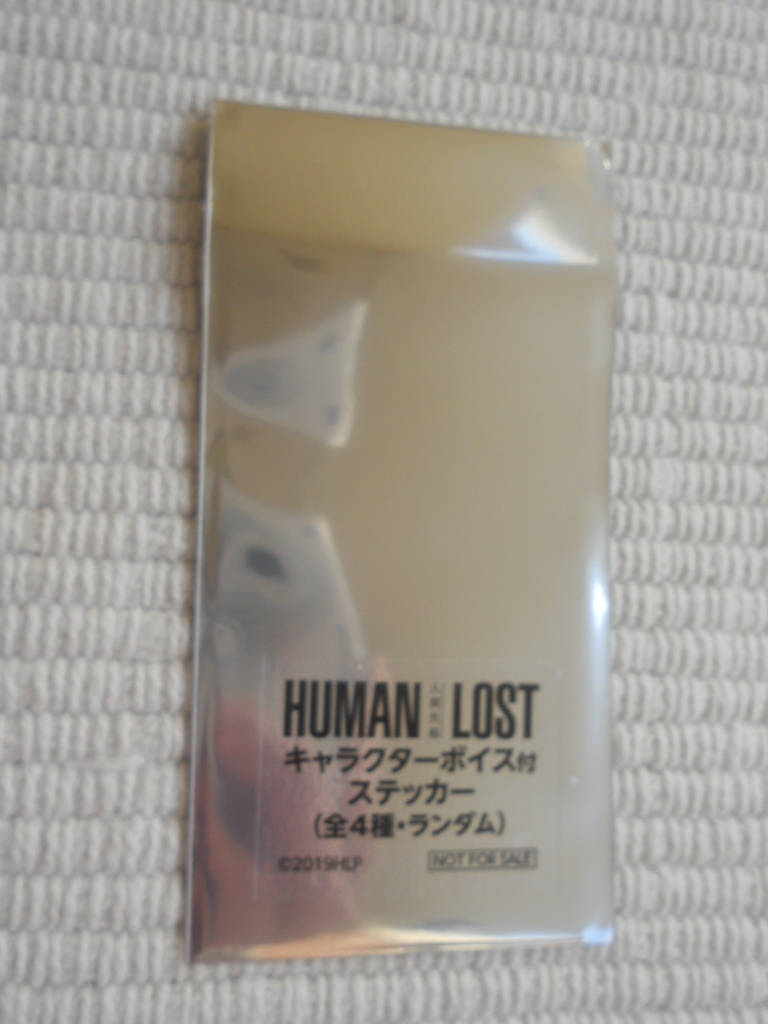 HUMAN LOST
キャラクターボイス付
ステッカー
(全4種・ランダム)
©2019HLP
NOT FOR SALE